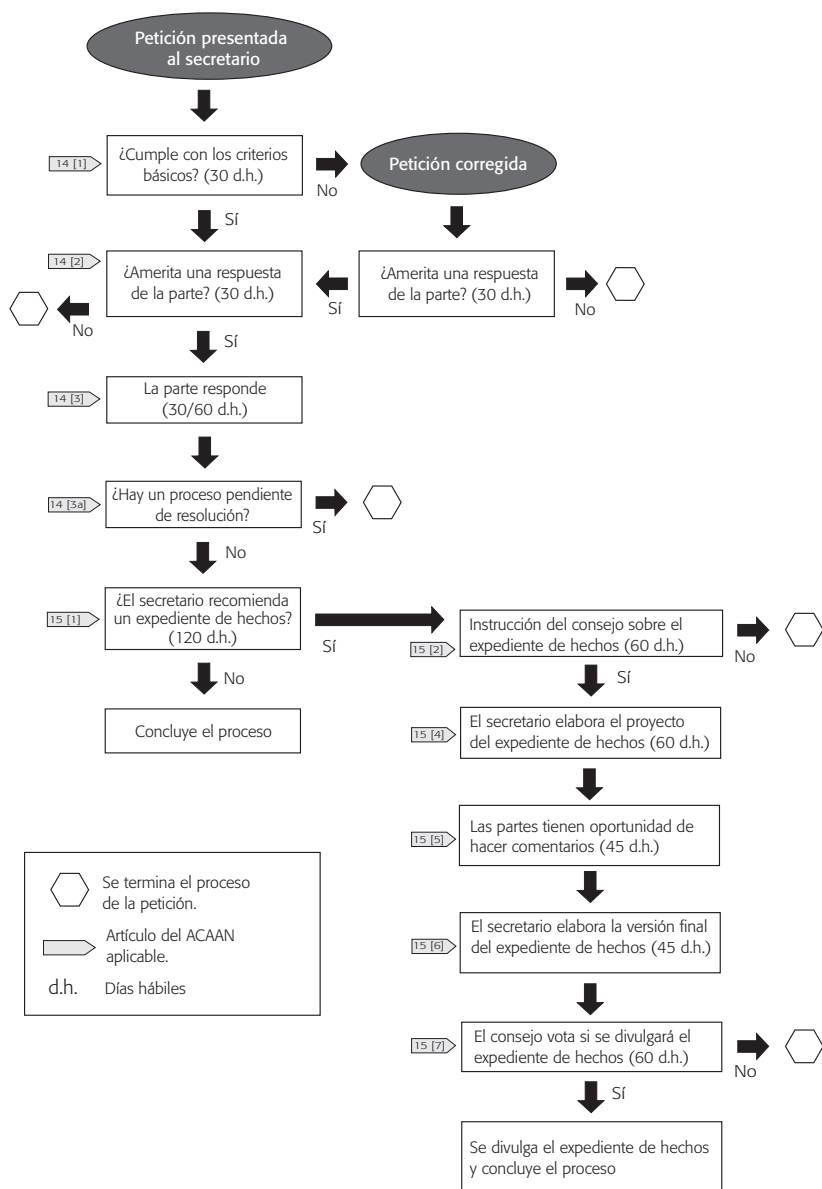 Petición presentada
al secretario
14 [1]
¿Cumple con los criterios
básicos? (30 d.h.)
No
Petición corregida
Sí
14 [2]
¿Amerita una respuesta
de la parte? (30 d.h.)
Sí
¿Amerita una respuesta
de la parte? (30 d.h.)
No
No
Sí
14 [3]
La parte responde
(30/60 d.h.)
14 [3a]
¿Hay un proceso pendiente
de resolución?
Sí
No
15 [1]
¿El secretario recomienda
un expediente de hechos?
(120 d.h.)
Sí
No
Concluye el proceso
15 [2]
Instrucción del consejo sobre el
expediente de hechos (60 d.h.)
No
Sí
15 [4]
El secretario elabora el proyecto
del expediente de hechos (60 d.h.)
15 [5]
Las partes tienen oportunidad de
hacer comentarios (45 d.h.)
15 [6]
El secretario elabora la versión final
del expediente de hechos (45 d.h.)
15 [7]
El consejo vota si se divulgará el
expediente de hechos (60 d.h.)
No
Sí
Se divulga el expediente de hechos
y concluye el proceso
Se termina el proceso
de la petición.
Artículo del ACAAN
aplicable.
d.h. Días hábiles